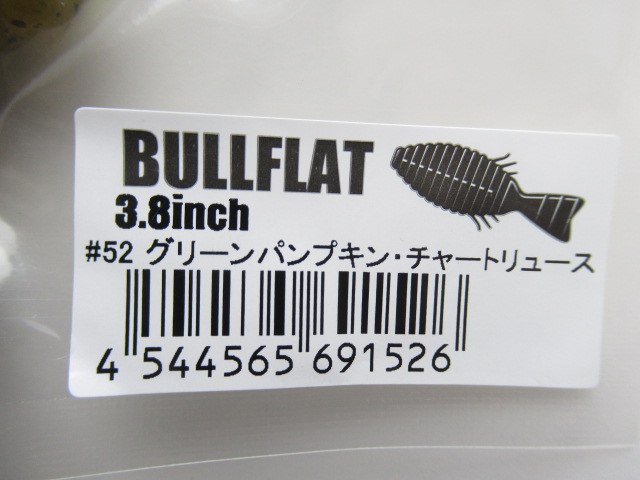 BULLFLAT
3.8inch
#52 グリーンパンプキン・チャートリュース
4 544565 691526